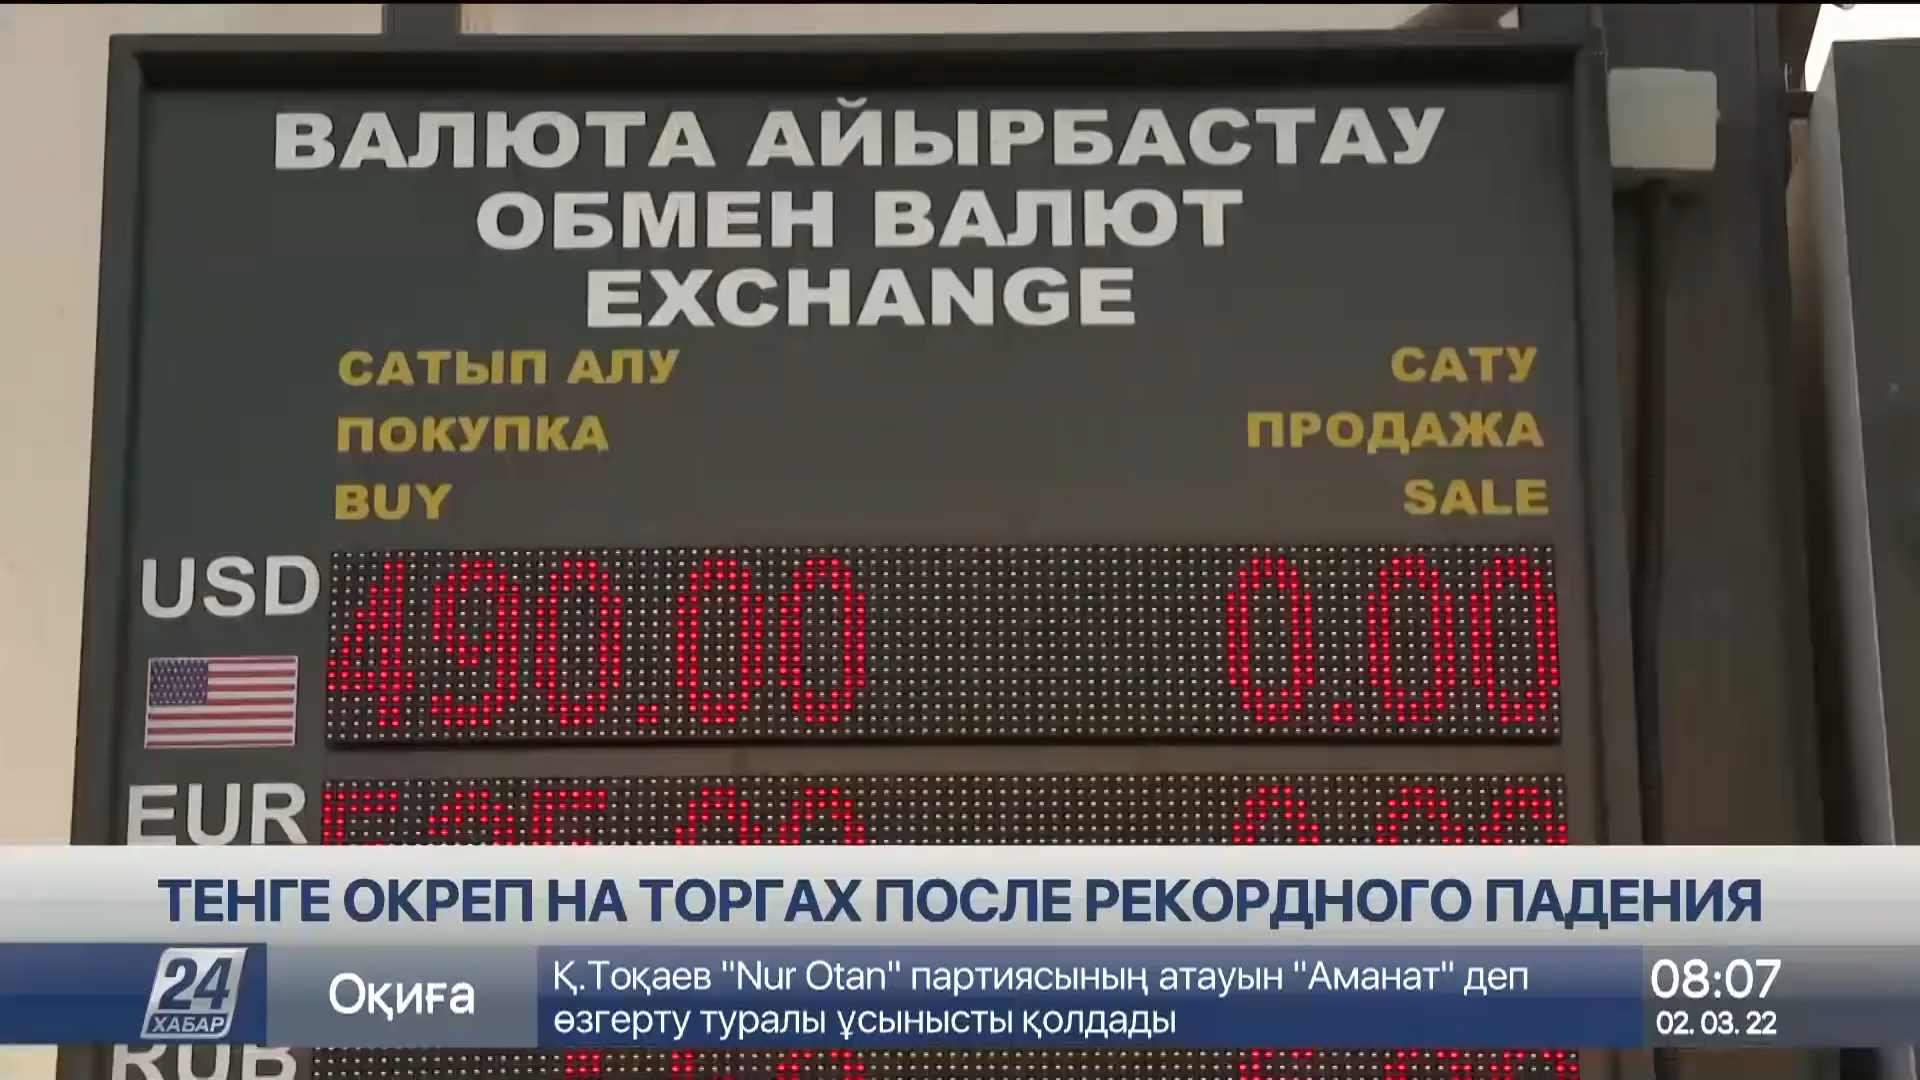 ВАЛЮТА АЙЫРБАСТАУ
ОБМЕН ВАЛЮТ
EXCHANGE
САТЫП АЛУ САТУ
ПОКУПКА ПРОДАЖА
BUY SALE
USD 490.00 0.00
EUR
ТЕНГЕ ОКРЕП НА ТОРГАХ ПОСЛЕ РЕКОРДНОГО ПАДЕНИЯ
24 ХАБАР
Оқиға
Қ.Тоқаев "Nur Otan" партиясының атауын "Аманат" деп
өзгерту туралы ұсынысты қолдады
08:07
02. 03. 22
RUB